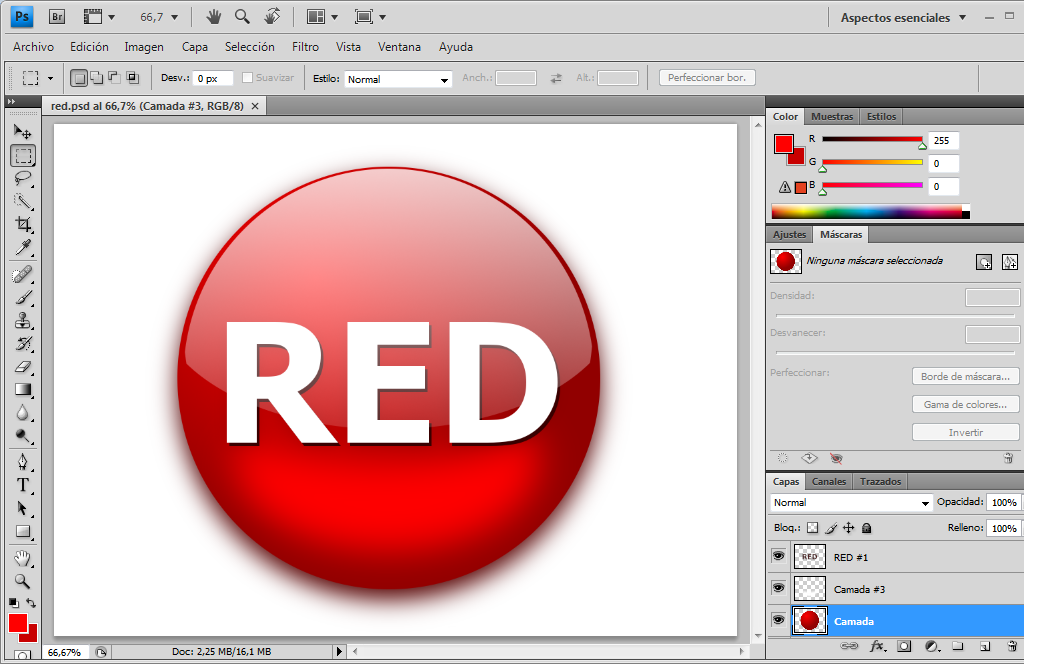 Ps Br 66,7 Aspectos esenciales
Archivo Edición Imagen Capa Selección Filtro Vista Ventana Ayuda
Desv.: 0 px Suavizar Estilo: Normal Anch.: Alt.: Perfeccionar bor.
red.psd al 66,7% (Camada #3, RGB/8)
RED
Color Muestras Estilos
R 255
G 0
B 0
Ajustes Máscaras
Ninguna máscara seleccionada
Densidad:
Desvanecer:
Perfeccionar:
Borde de máscara...
Gama de colores...
Invertir
Capas Canales Trazados
Normal Opacidad: 100%
Bloq.: Relleno: 100%
RED RED #1
Camada #3
Camada
fx
T
66,67% Doc: 2,25 MB/16,1 MB